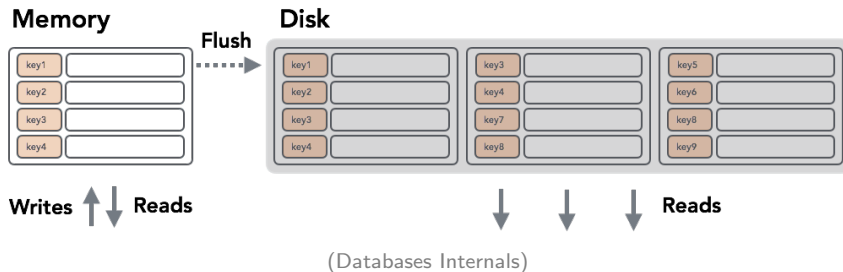 Memory
Disk
Flush
key1
key2
key3
key4
key1
key2
key3
key4
key3
key4
key7
key8
key5
key6
key8
key9
Writes
Reads
Reads
(Databases Internals)